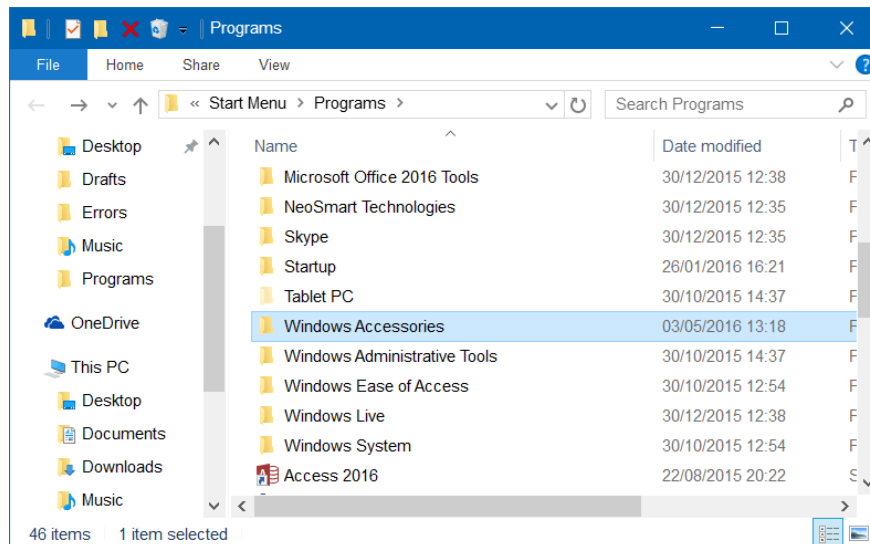 Programs
File Home Share View
« Start Menu > Programs > Search Programs
Desktop
Drafts
Errors
Music
Programs
OneDrive
This PC
Desktop
Documents
Downloads
Music
Name Date modified T
Microsoft Office 2016 Tools 30/12/2015 12:38 F
NeoSmart Technologies 30/12/2015 12:35 F
Skype 30/12/2015 12:35 F
Startup 26/01/2016 16:21 F
Tablet PC 30/10/2015 14:37 F
Windows Accessories 03/05/2016 13:18 F
Windows Administrative Tools 30/10/2015 14:37 F
Windows Ease of Access 30/10/2015 12:54 F
Windows Live 30/12/2015 12:38 F
Windows System 30/10/2015 12:54 F
Access 2016 22/08/2015 20:22 S
46 items 1 item selected